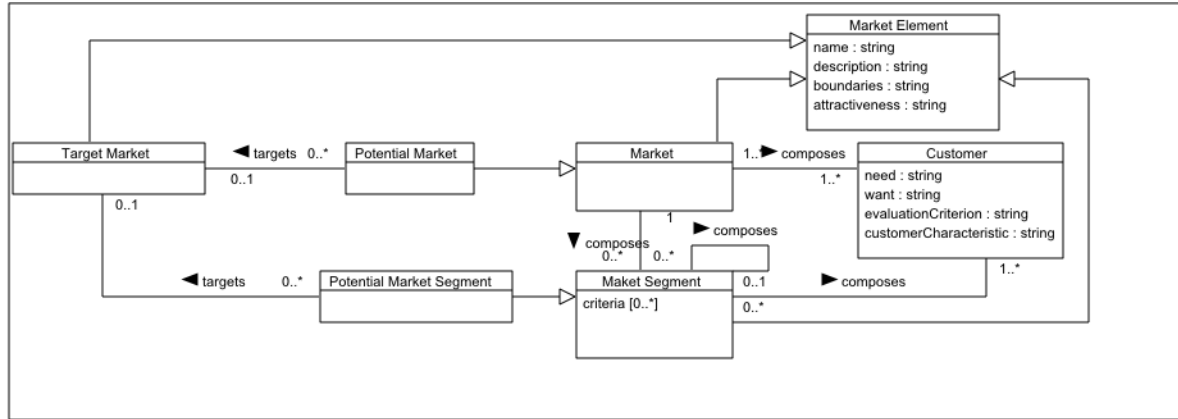 Market Element
name : string
description : string
boundaries : string
attractiveness : string
Target Market
◄ targets 0..*
0..1
Potential Market
Market
1..*
► composes
1..*
Customer
need : string
want : string
evaluationCriterion : string
customerCharacteristic : string
0..1
1
▼ composes
0..*
0..*
► composes
◄ targets 0..*
Potential Market Segment
Maket Segment
criteria [0..*]
0..1
► composes
0..*
1..*